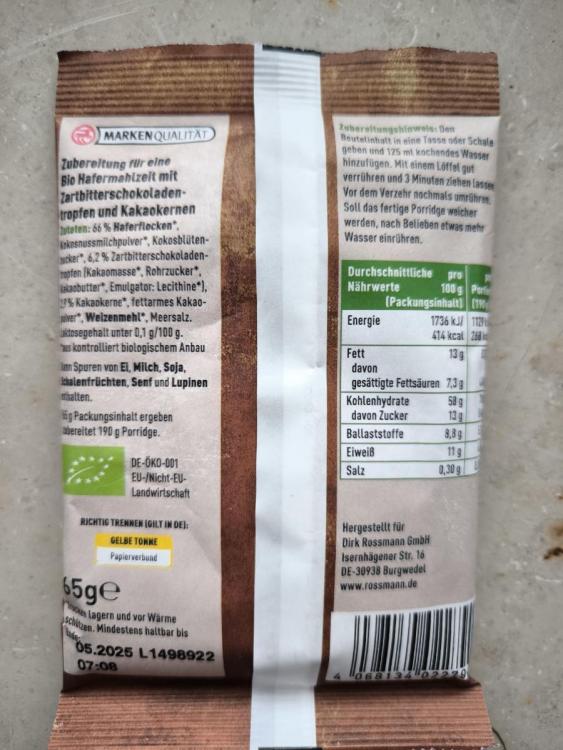 MARKENQUALITÄT
Zubereitung für eine
Bio Hafermahlzeit mit
Zartbitterschokoladen-
tropfen und Kakaokernen
Zutaten: 66 % Haferflocken*,
Kokosnussmilchpulver*, Kokosblüten-
zucker*, 6,2 % Zartbitterschokoladen-
tropfen (Kakaomasse*, Rohrzucker*,
Kakaobutter*, Emulgator: Lecithine*),
% Kakaokerne*, fettarmes Kakao-
pulver*, Weizenmehl*, Meersalz.
Laktosegehalt unter 0,1 g/100 g.
*aus kontrolliert biologischem Anbau
Kann Spuren von Ei, Milch, Soja,
Schalenfrüchten, Senf und Lupinen
enthalten.
65 g Packungsinhalt ergeben
zubereitet 190 g Porridge.
DE-ÖKO-001
EU-/Nicht-EU-
Landwirtschaft
RICHTIG TRENNEN (GILT IN DE):
GELBE TONNE
Papierverbund
65g e
Trocken lagern und vor Wärme
schützen. Mindestens haltbar bis
Ende:
05.2025 L1498922
07:08
Zubereitungshinweis: Den
Beutelinhalt in eine Tasse oder Schale
geben und 125 ml kochendes Wasser
hinzufügen. Mit einem Löffel gut
verrühren und 3 Minuten ziehen lassen
Vor dem Verzehr nochmals umrühren.
Soll das fertige Porridge weicher
werden, nach Belieben etwas mehr
Wasser einrühren.
Durchschnittliche pro
Nährwerte 100 g Portion
(Packungsinhalt) (190
Energie 1736 kJ/ 1129
414 kcal 268
Fett 13 g
davon
gesättigte Fettsäuren 7,3 g
Kohlenhydrate 58 g
davon Zucker 13 g
Ballaststoffe 8,8 g
Eiweiß 11 g
Salz 0,30 g
Hergestellt für
Dirk Rossmann GmbH
Isernhägener Str. 16
DE-30938 Burgwedel
www.rossmann.de
4 068134 02227